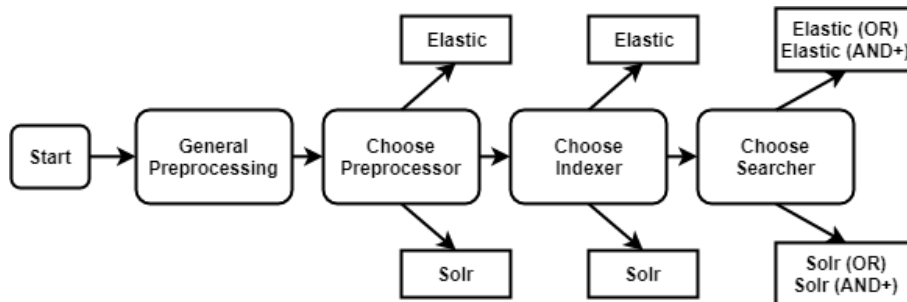 Elastic
Elastic
Elastic (OR)
Elastic (AND+)
Start
General
Preprocessing
Choose
Preprocessor
Choose
Indexer
Choose
Searcher
Solr
Solr
Solr (OR)
Solr (AND+)